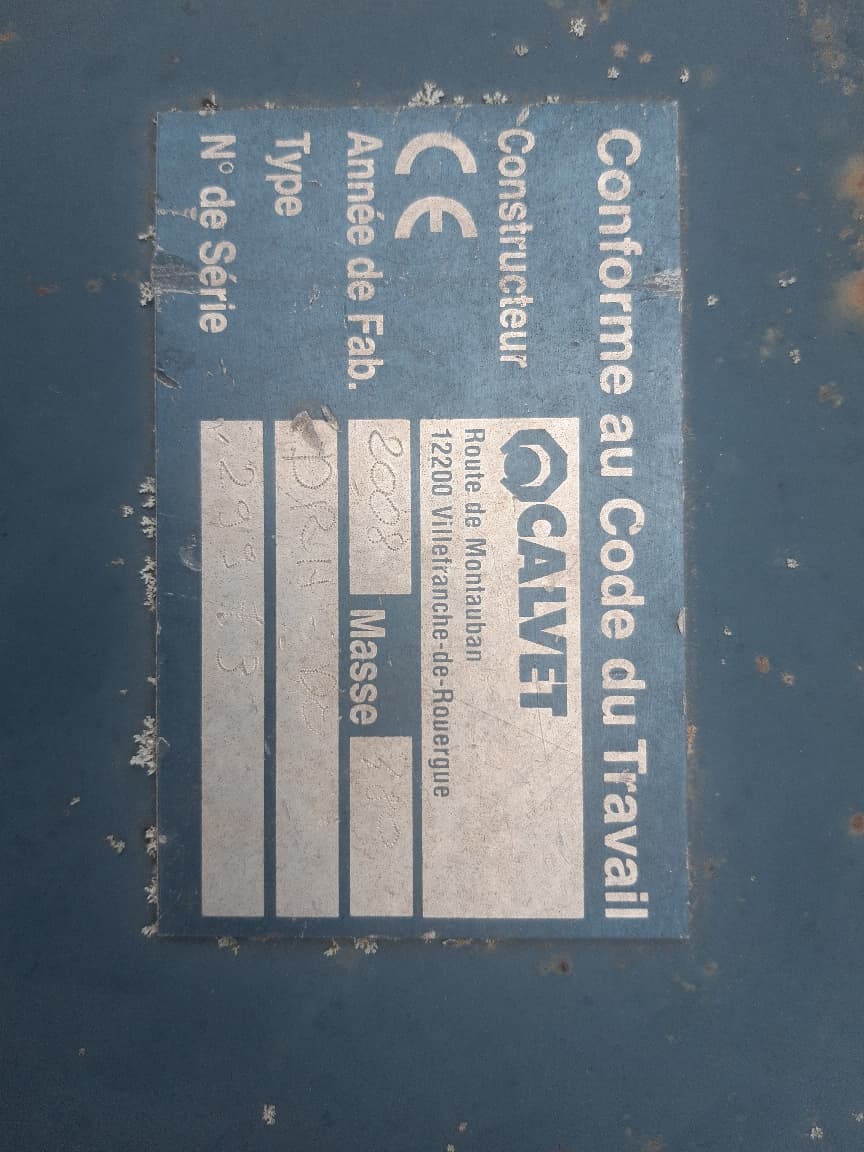 Conforme au Code du Travail
Constructeur
CALVET
Route de Montauban
12200 Villefranche-de-Rouergue
CE
Année de Fab. 2008 Masse
Type
N° de Série